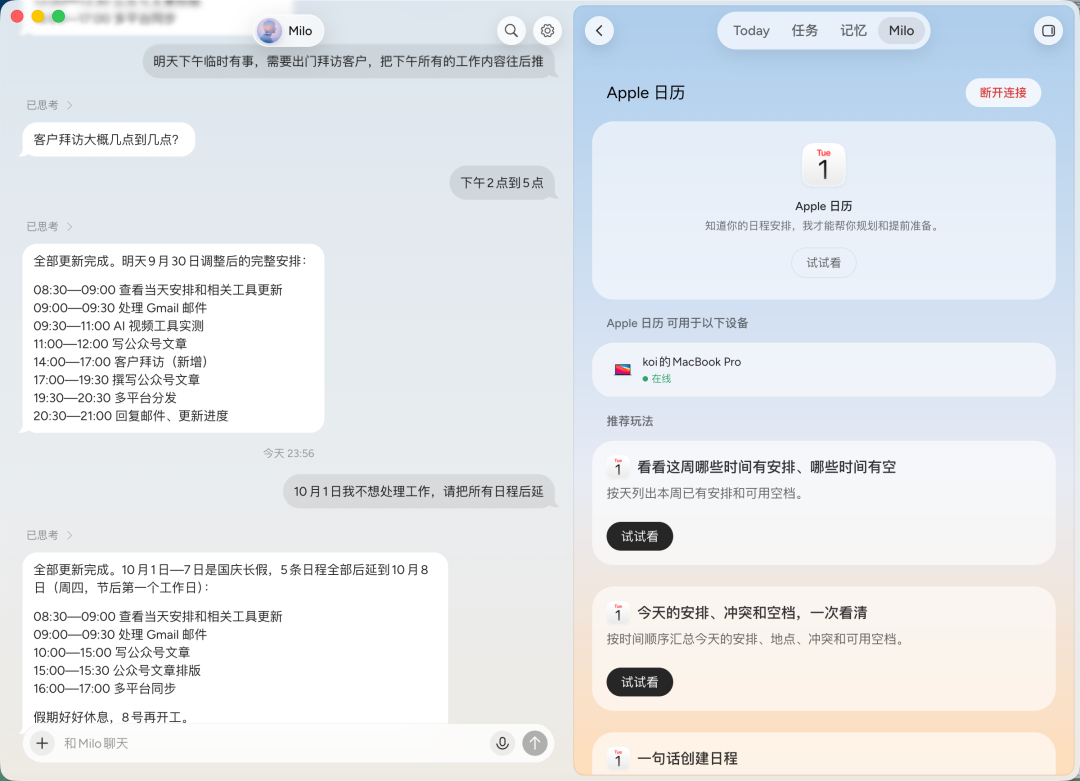 Milo
明天下午临时有事，需要出门拜访客户，把下午所有的工作内容往后推
已思考
客户拜访大概几点到几点？
下午2点到5点
已思考
全部更新完成。明天9月30日调整后的完整安排：
08:30—09:00 查看当天安排和相关工具更新
09:00—09:30 处理 Gmail 邮件
09:30—11:00 AI 视频工具实测
11:00—12:00 写公众号文章
14:00—17:00 客户拜访（新增）
17:00—19:30 撰写公众号文章
19:30—20:30 多平台分发
20:30—21:00 回复邮件、更新进度
今天 23:56
10月1日我不想处理工作，请把所有日程后延
已思考
全部更新完成。10月1日—7日是国庆长假，5条日程全部后延到10月8
日（周四，节后第一个工作日）：
08:30—09:00 查看当天安排和相关工具更新
09:00—09:30 处理 Gmail 邮件
10:00—15:00 写公众号文章
15:00—15:30 公众号文章排版
16:00—17:00 多平台同步
假期好好休息，8号再开工。
和Milo聊天
Today 任务 记忆 Milo
Apple 日历
断开连接
Tue
1
Apple 日历
知道你的日程安排，我才能帮你规划和提前准备。
试试看
Apple 日历 可用于以下设备
koi的MacBook Pro
在线
推荐玩法
Tue
1
看看这周哪些时间有安排、哪些时间有空
按天列出本周已有安排和可用空档。
试试看
Tue
1
今天的安排、冲突和空档，一次看清
按时间顺序汇总今天的安排、地点、冲突和可用空档。
试试看
Tue
1
一句话创建日程